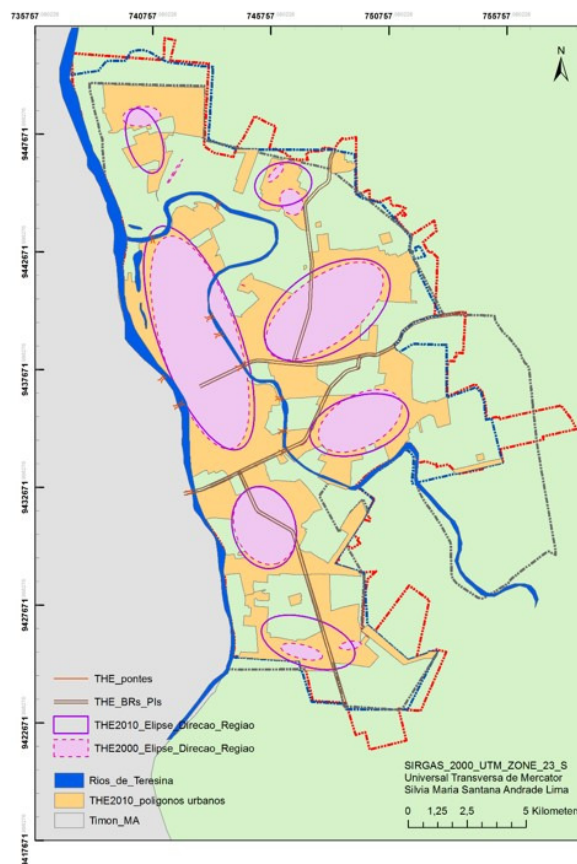 735757
740757
745757
750757
755757
N
9447671
9442671
9437671
9432671
9427671
9422671
9417671
THE_pontes
THE_BRs_PIs
THE2010_Elipse_Direcao_Regiao
THE2000_Elipse_Direcao_Regiao
Rios_de_Teresina
THE2010_poligonos urbanos
Timon_MA
SIRGAS_2000_UTM_ZONE_23_S
Universal Transversa de Mercator
Silvia Maria Santana Andrade Lima
0 1,25 2,5 5 Kilometers